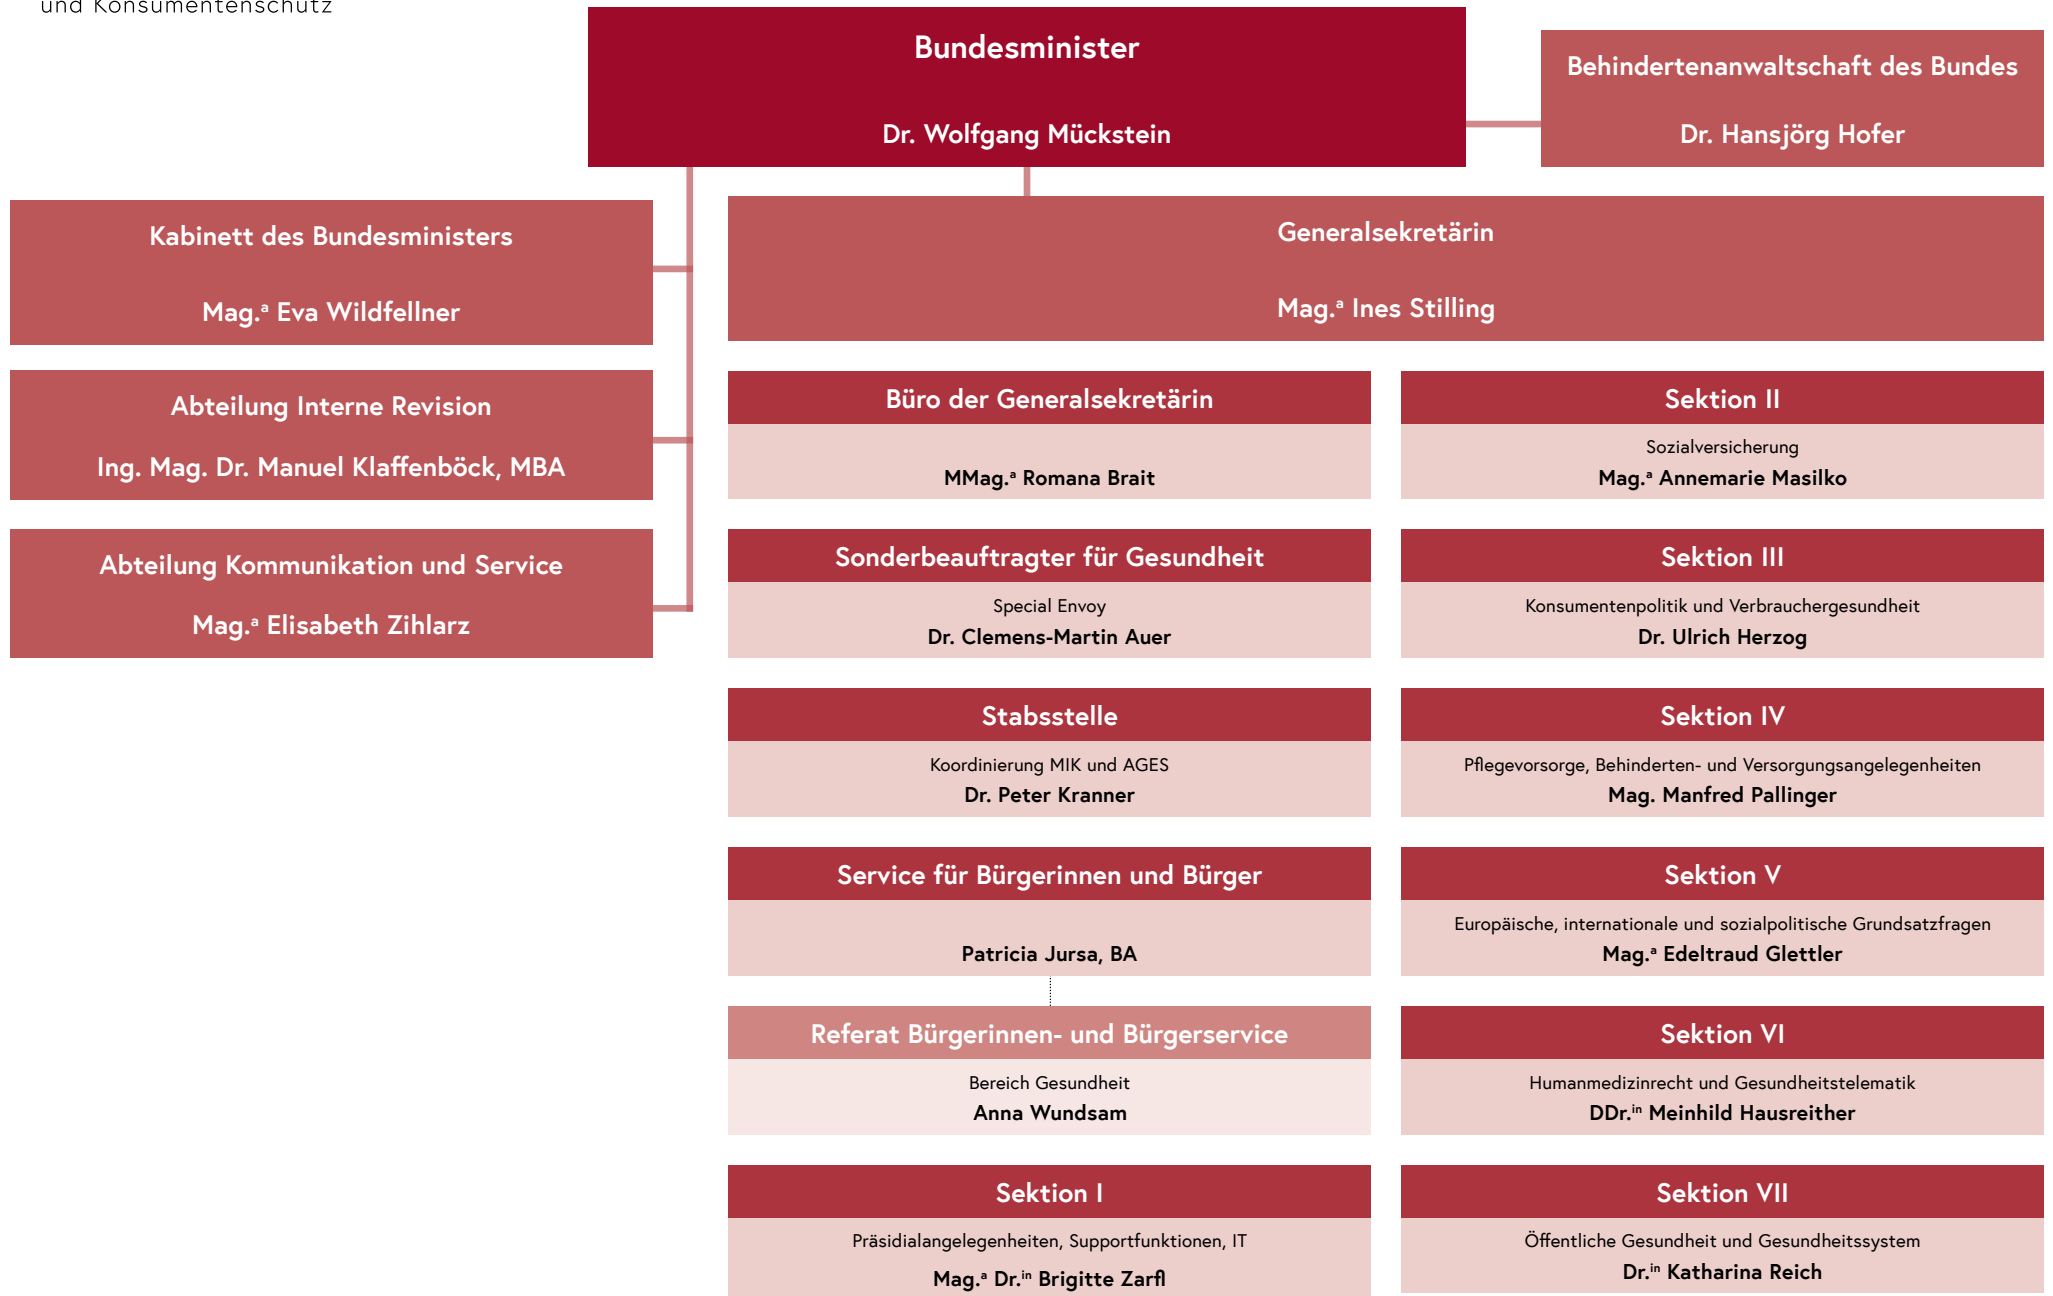 und Konsumentenschutz
Bundesminister
Dr. Wolfgang Mückstein
Behindertenanwaltschaft des Bundes
Dr. Hansjörg Hofer
Kabinett des Bundesministers
Mag.ª Eva Wildfellner
Abteilung Interne Revision
Ing. Mag. Dr. Manuel Klaffenböck, MBA
Abteilung Kommunikation und Service
Mag.ª Elisabeth Zihlarz
Generalsekretärin
Mag.ª Ines Stilling
Büro der Generalsekretärin
MMag.ª Romana Brait
Sonderbeauftragter für Gesundheit
Special Envoy
Dr. Clemens-Martin Auer
Stabsstelle
Koordinierung MIK und AGES
Dr. Peter Kranner
Service für Bürgerinnen und Bürger
Patricia Jursa, BA
Referat Bürgerinnen- und Bürgerservice
Bereich Gesundheit
Anna Wundsam
Sektion I
Präsidialangelegenheiten, Supportfunktionen, IT
Mag.ª Dr.ⁱⁿ Brigitte Zarfl
Sektion II
Sozialversicherung
Mag.ª Annemarie Masilko
Sektion III
Konsumentenpolitik und Verbrauchergesundheit
Dr. Ulrich Herzog
Sektion IV
Pflegevorsorge, Behinderten- und Versorgungsangelegenheiten
Mag. Manfred Pallinger
Sektion V
Europäische, internationale und sozialpolitische Grundsatzfragen
Mag.ª Edeltraud Glettler
Sektion VI
Humanmedizinrecht und Gesundheitstelematik
DDr.ⁱⁿ Meinhild Hausreither
Sektion VII
Öffentliche Gesundheit und Gesundheitssystem
Dr.ⁱⁿ Katharina Reich